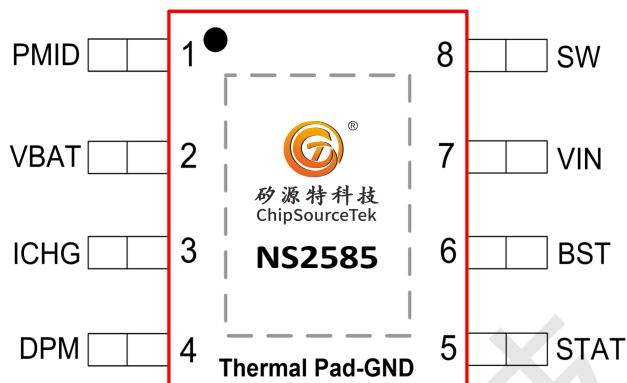 PMID 1 8 SW
®
VBAT 2 7 VIN
矽源特科技
ChipSourceTek
ICHG 3 NS2585 6 BST
DPM 4 5 STAT
Thermal Pad-GND